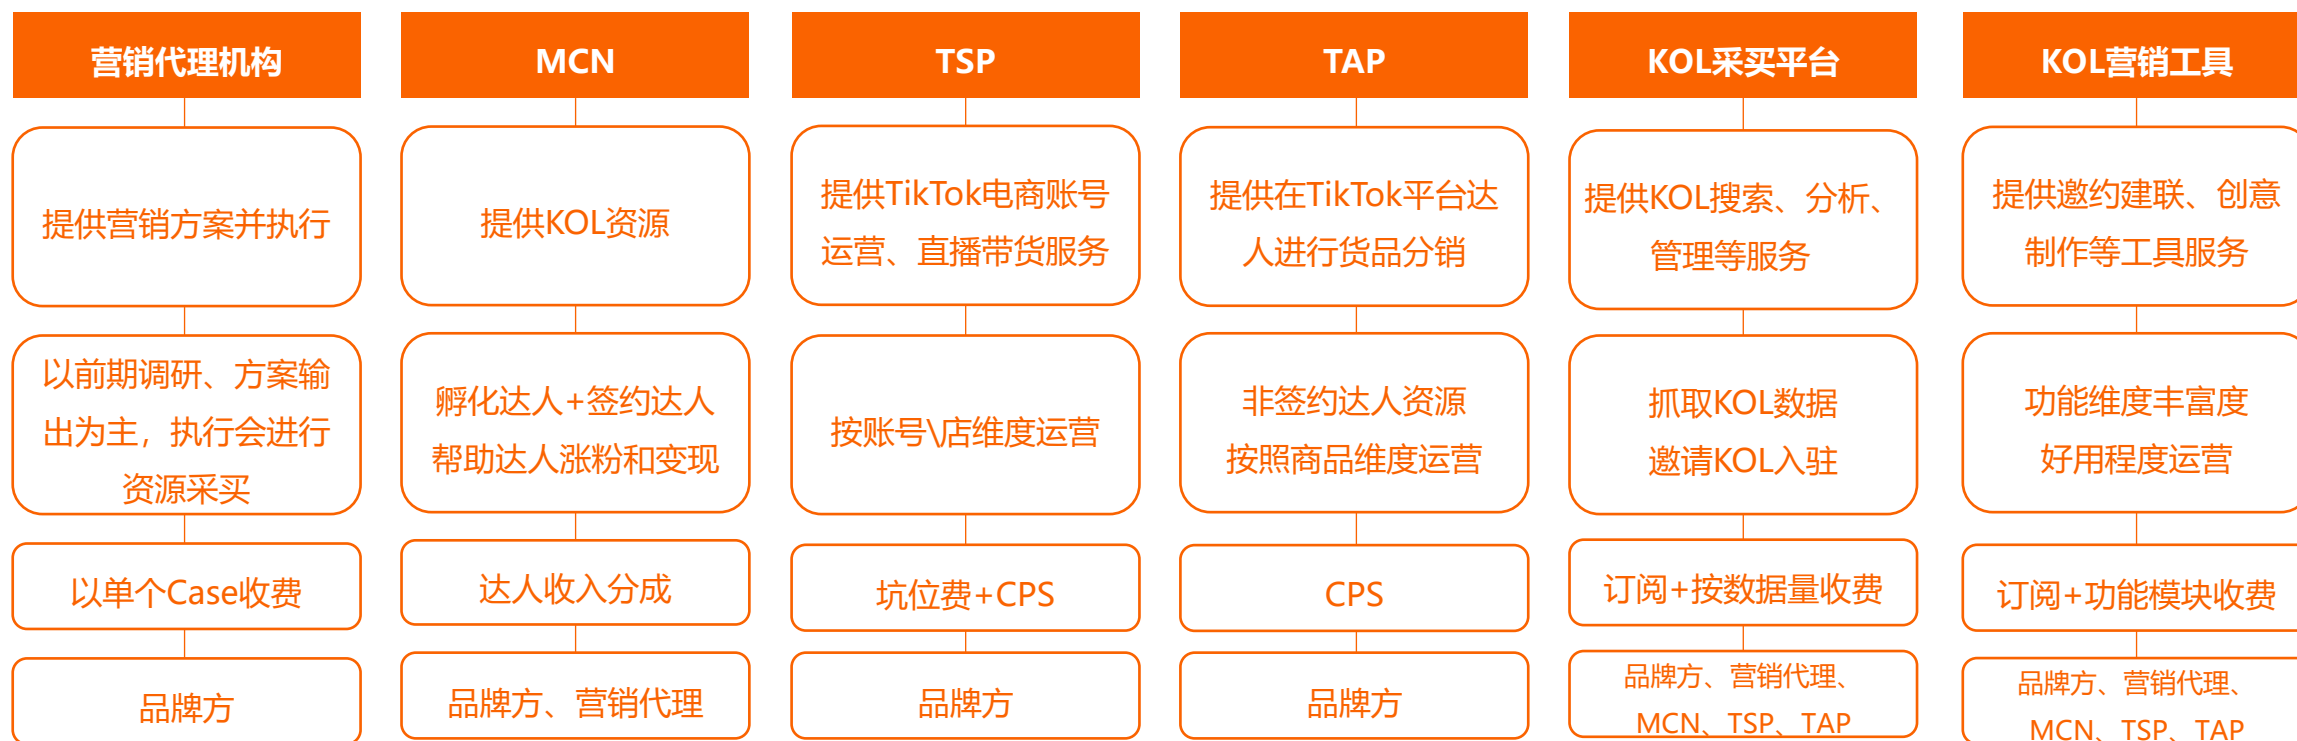 营销代理机构
提供营销方案并执行
以前期调研、方案输
出为主，执行会进行
资源采买
以单个Case收费
品牌方
MCN
提供KOL资源
孵化达人+签约达人
帮助达人涨粉和变现
达人收入分成
品牌方、营销代理
TSP
提供TikTok电商账号
运营、直播带货服务
按账号\店维度运营
坑位费+CPS
品牌方
TAP
提供在TikTok平台达
人进行货品分销
非签约达人资源
按照商品维度运营
CPS
品牌方
KOL采买平台
提供KOL搜索、分析、
管理等服务
抓取KOL数据
邀请KOL入驻
订阅+按数据量收费
品牌方、营销代理、
MCN、TSP、TAP
KOL营销工具
提供邀约建联、创意
制作等工具服务
功能维度丰富度
好用程度运营
订阅+功能模块收费
品牌方、营销代理、
MCN、TSP、TAP